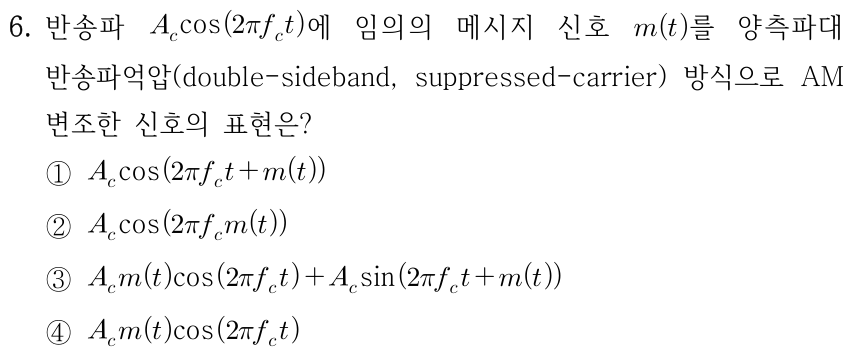 6. 반송파 A_c cos(2πf_c t)에 임의의 메시지 신호 m(t)를 양측파대
반송파억압(double-sideband, suppressed-carrier) 방식으로 AM
변조한 신호의 표현은?
① A_c cos(2πf_c t+m(t))
② A_c cos(2πf_c m(t))
③ A_c m(t)cos(2πf_c t)+A_c sin(2πf_c t+m(t))
④ A_c m(t)cos(2πf_c t)